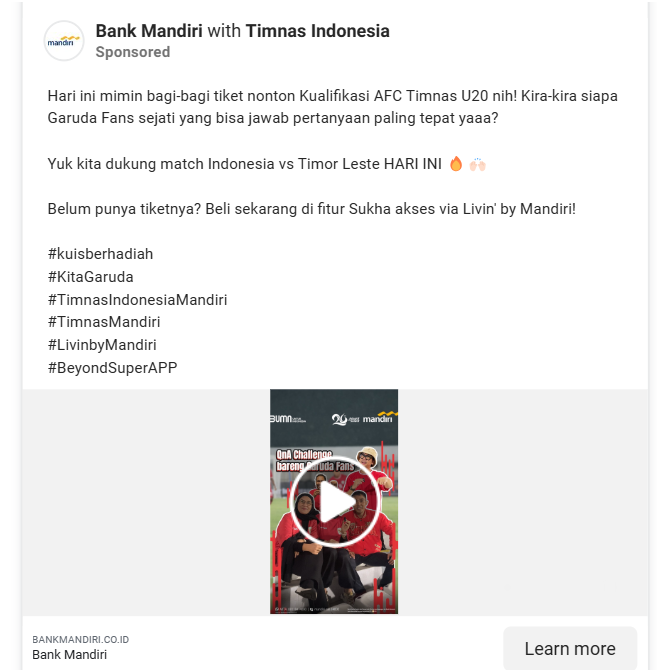 mandiri
Bank Mandiri with Timnas Indonesia
Sponsored
Hari ini mimin bagi-bagi tiket nonton Kualifikasi AFC Timnas U20 nih! Kira-kira siapa
Garuda Fans sejati yang bisa jawab pertanyaan paling tepat yaaa?
Yuk kita dukung match Indonesia vs Timor Leste HARI INI 🔥 🙌🏻
Belum punya tiketnya? Beli sekarang di fitur Sukha akses via Livin' by Mandiri!
#kuisberhadiah
#KitaGaruda
#TimnasIndonesiaMandiri
#TimnasMandiri
#LivinbyMandiri
#BeyondSuperAPP
BUMN mandiri
QnA Challenge
bareng Garuda Fans
BANKMANDIRI.CO.ID
Bank Mandiri
Learn more